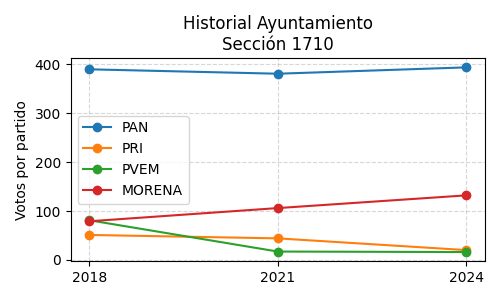 Historial Ayuntamiento
Sección 1710
Votos por partido
400
300
200
100
0
PAN
PRI
PVEM
MORENA
2018
2021
2024